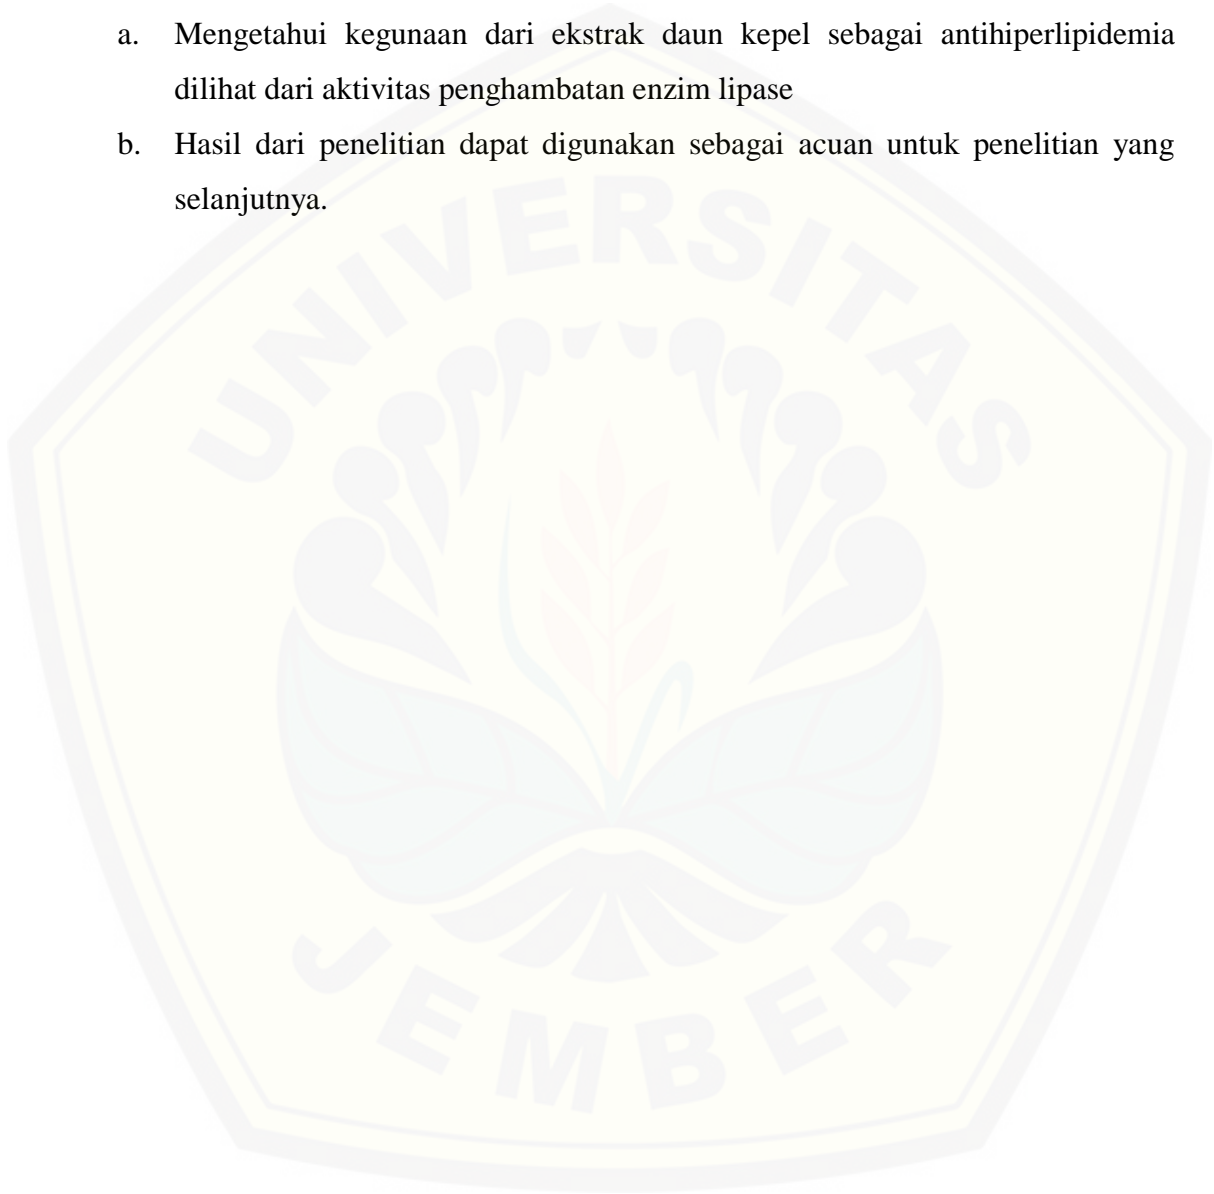 a. Mengetahui kegunaan dari ekstrak daun kepel sebagai antihiperlipidemia
dilihat dari aktivitas penghambatan enzim lipase
b. Hasil dari penelitian dapat digunakan sebagai acuan untuk penelitian yang
selanjutnya.
UNIVERSITAS
JEMBER